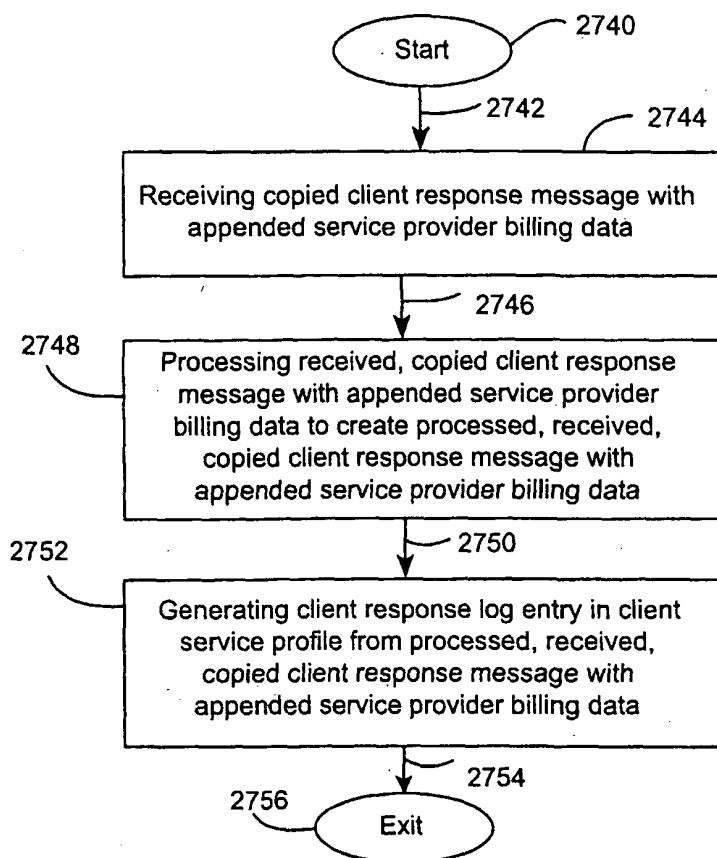 2740
Start
2742
2744
Receiving copied client response message with
appended service provider billing data
2746
2748
Processing received, copied client response
message with appended service provider
billing data to create processed, received,
copied client response message with
appended service provider billing data
2750
2752
Generating client response log entry in client
service profile from processed, received,
copied client response message with
appended service provider billing data
2754
2756
Exit